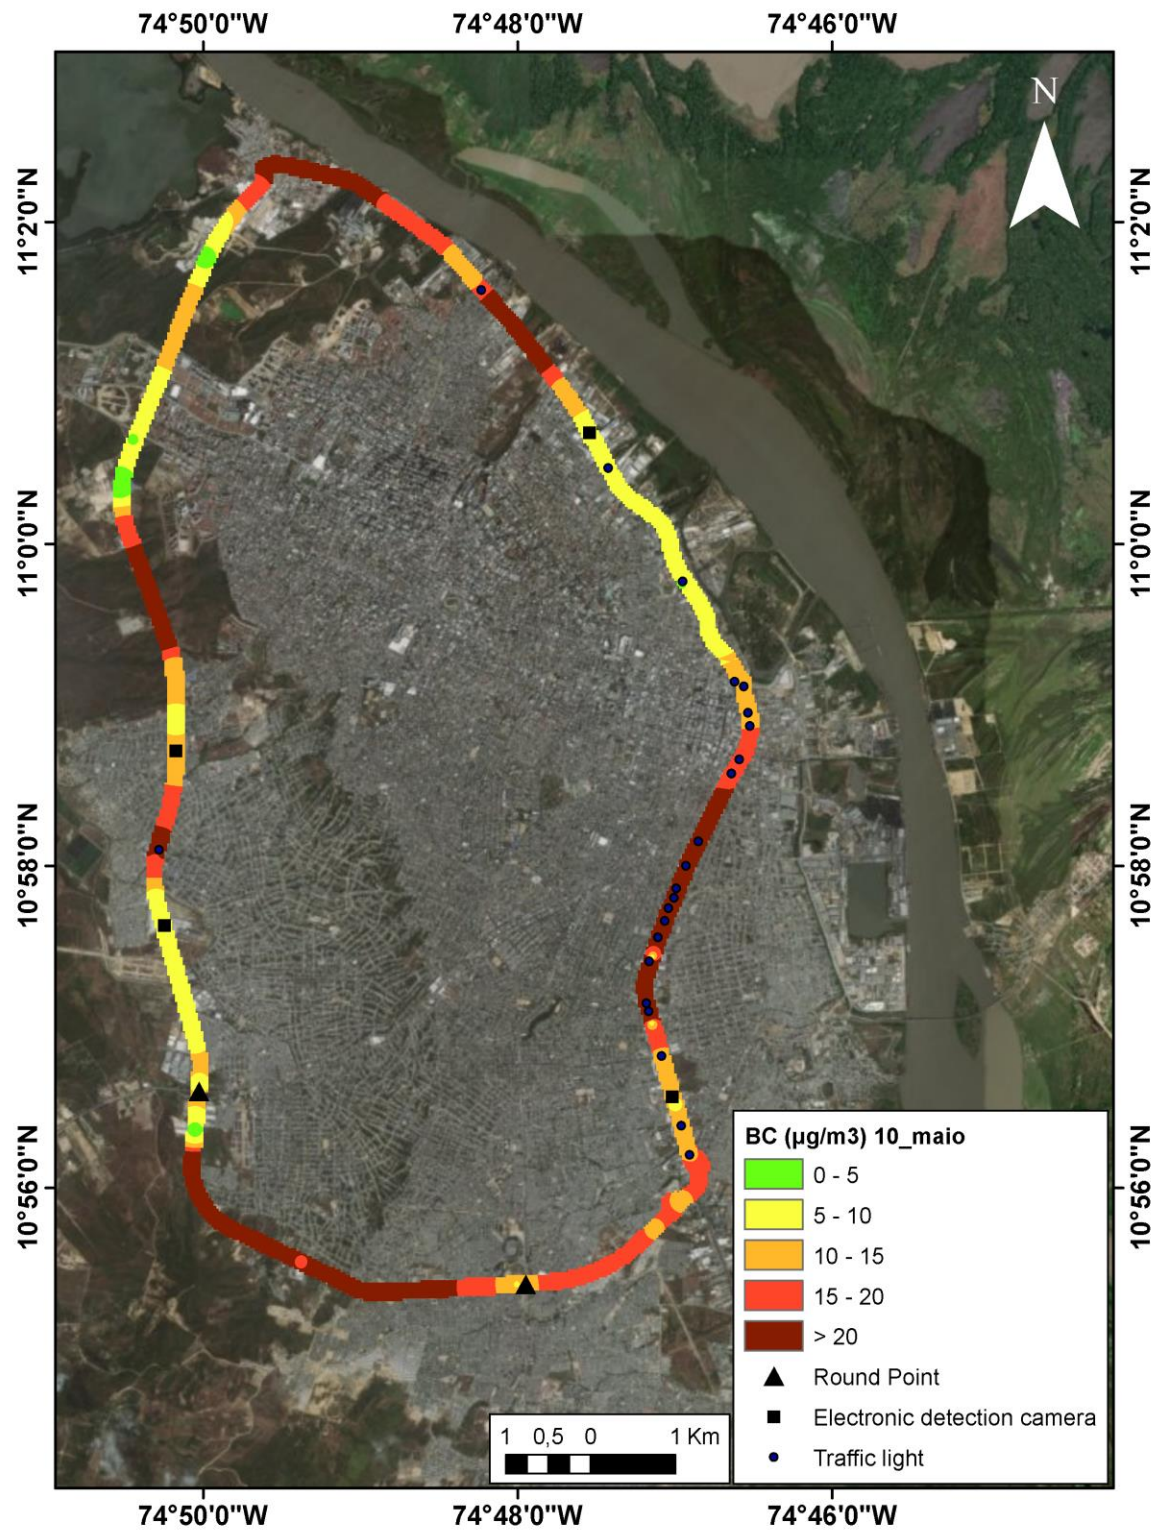 74°50'0"W 74°48'0"W 74°46'0"W
N
11°2'0"N 11°2'0"N
11°0'0"N 11°0'0"N
10°58'0"N 10°58'0"N
10°56'0"N 10°56'0"N
BC (µg/m3) 10_maio
0 - 5
5 - 10
10 - 15
15 - 20
> 20
Round Point
Electronic detection camera
Traffic light
1 0,5 0 1 Km
74°50'0"W 74°48'0"W 74°46'0"W